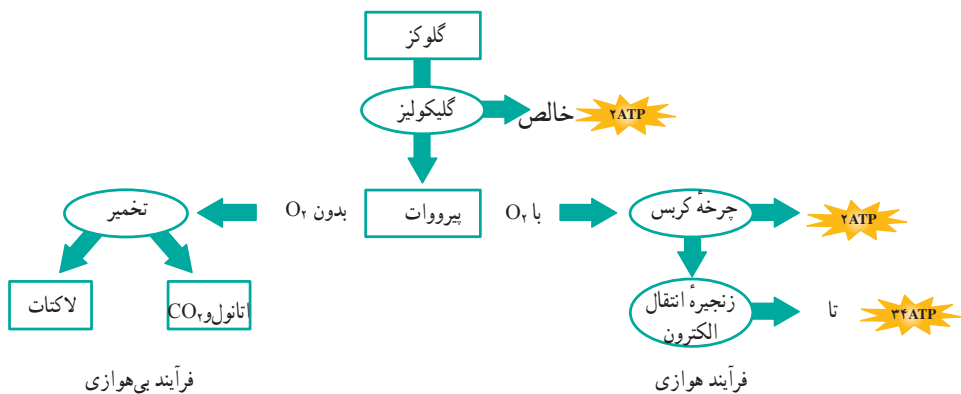 گلوکز
گلیکولیز
خالص
۲ATP
تخمیر
بدون O۲
پیرووات
با O۲
چرخهٔ کربس
۲ATP
لاکتات
اتانول و CO۲
زنجیرهٔ انتقال
الکترون
تا
۳۴ATP
فرآیند بی‌هوازی
فرآیند هوازی